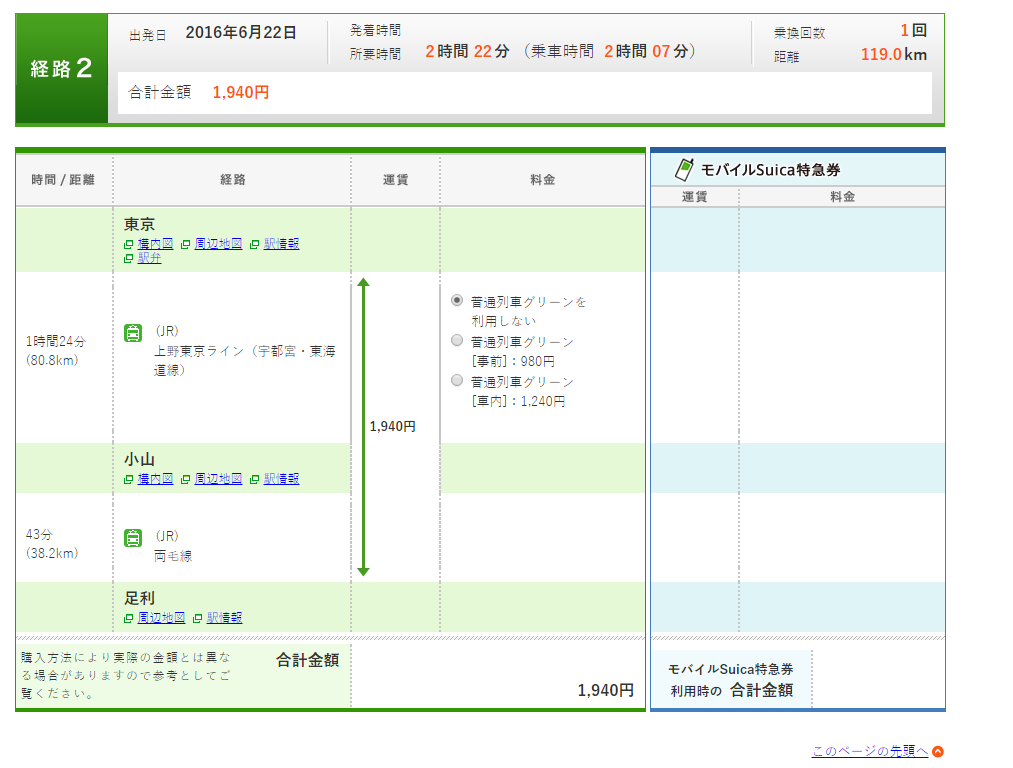 経路2
出発日 2016年6月22日
発着時間
所要時間 2時間 22分 （乗車時間 2時間 07分）
乗換回数 1回
距離 119.0km
合計金額 1,940円
時間 / 距離 経路 運賃 料金
モバイルSuica特急券
運賃 料金
東京
構内図 周辺地図 駅情報
駅弁
1時間24分
(80.8km)
(JR)
上野東京ライン（宇都宮・東海
道線）
普通列車グリーンを
利用しない
普通列車グリーン
[事前]：980円
普通列車グリーン
[車内]：1,240円
1,940円
小山
構内図 周辺地図 駅情報
43分
(38.2km)
(JR)
両毛線
足利
周辺地図 駅情報
購入方法により実際の金額とは異な
る場合がありますので参考としてご
覧ください。
合計金額
1,940円
モバイルSuica特急券
利用時の 合計金額
このページの先頭へ